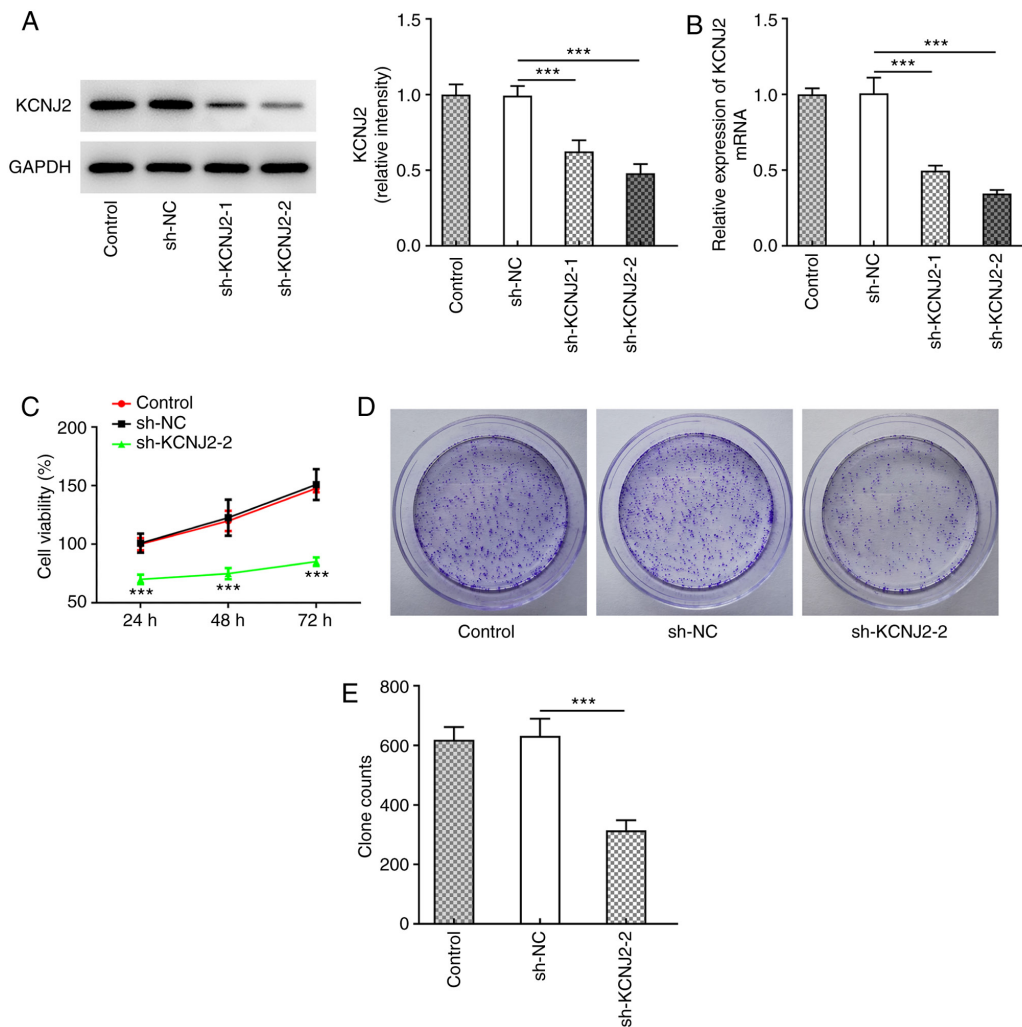 A
KCNJ2
GAPDH
Control
sh-NC
sh-KCNJ2-1
sh-KCNJ2-2
KCNJ2
(relative intensity)
1.5
1.0
0.5
0.0
***
***
Control
sh-NC
sh-KCNJ2-1
sh-KCNJ2-2
B
Relative expression of KCNJ2
mRNA
1.5
1.0
0.5
0.0
***
***
Control
sh-NC
sh-KCNJ2-1
sh-KCNJ2-2
C
Control
sh-NC
sh-KCNJ2-2
Cell viability (%)
200
150
100
50
***
***
***
24 h
48 h
72 h
D
Control
sh-NC
sh-KCNJ2-2
E
Clone counts
800
600
400
200
0
***
Control
sh-NC
sh-KCNJ2-2